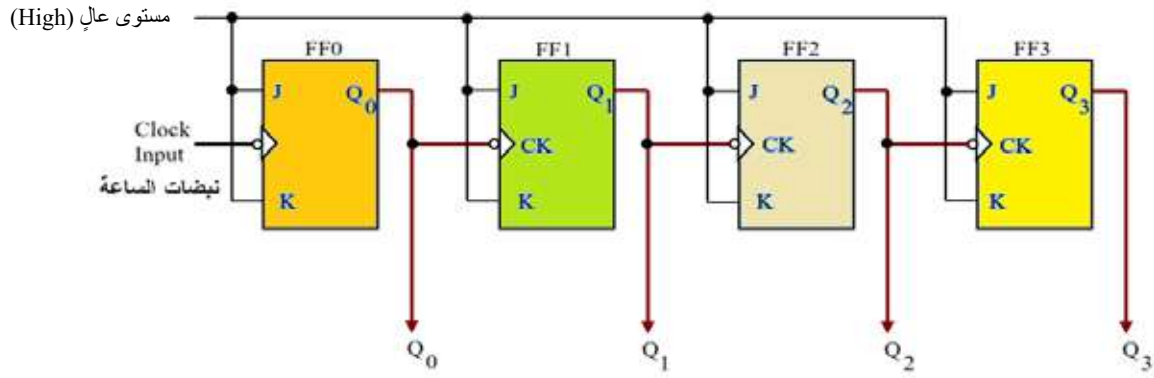 مستوى عالٍ (High)
FF0 FF1 FF2 FF3
J Q0 J Q1 J Q2 J Q3
Clock
Input
CK CK CK
نبضات الساعة
K K K K
Q0 Q1 Q2 Q3